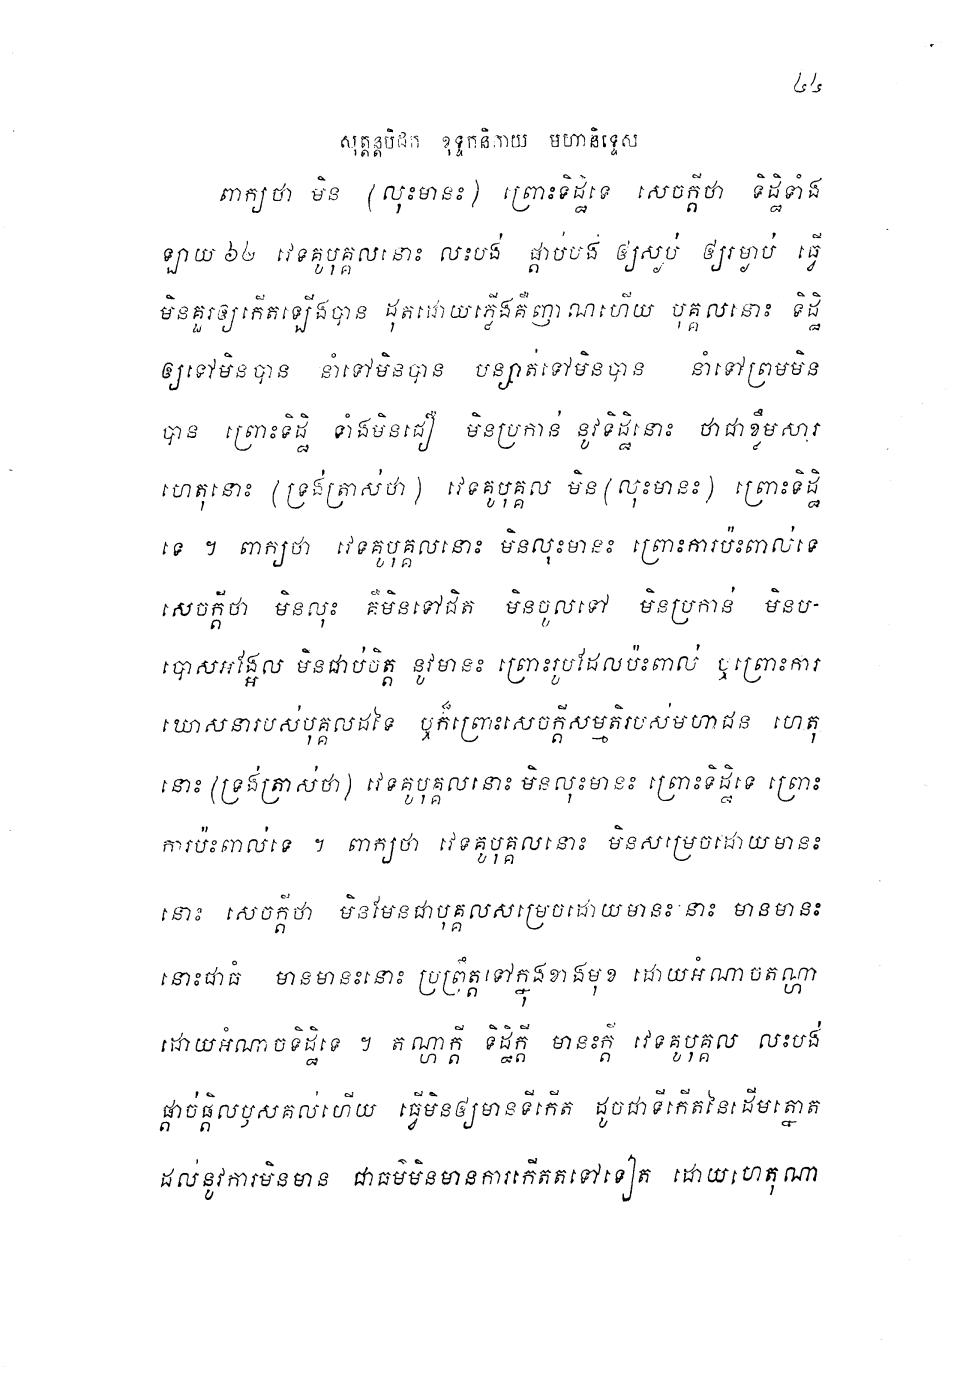 ៤៤
សុត្តន្តបិដក ខុទ្ទកនិកាយ មហានិទ្ទេស
ពាក្យថា មិន (លុះមានះ) ព្រោះទិដ្ឋិទេ សេចក្តីថា ទិដ្ឋិទាំង
ឡាយ ៦២ វេទគូបុគ្គលនោះ លះបង់ ផ្តាប់បង់ ឲ្យស្ងប់ ឲ្យរម្ងាប់ ធ្វើ
មិនគួរឲ្យកើតឡើងបាន ដុតដោយភ្លើងគឺញាណហើយ បុគ្គលនោះ ទិដ្ឋិ
ឲ្យទៅមិនបាន នាំទៅមិនបាន បន្សាត់ទៅមិនបាន នាំទៅព្រមមិន
បាន ព្រោះទិដ្ឋិ ទាំងមិនជឿ មិនប្រកាន់ នូវទិដ្ឋិនោះ ថាជាខ្លឹមសារ
ហេតុនោះ (ទ្រង់ត្រាស់ថា) វេទគូបុគ្គល មិន (លុះមានះ) ព្រោះទិដ្ឋិ
ទេ ។ ពាក្យថា វេទគូបុគ្គលនោះ មិនលុះមានះ ព្រោះការប៉ះពាល់ទេ
សេចក្តីថា មិនលុះ គឺមិនទៅជិត មិនចូលទៅ មិនប្រកាន់ មិនប-
បោសអង្អែល មិនជាប់ចិត្ត នូវមានះ ព្រោះរូបដែលប៉ះពាល់ ឬព្រោះការ
ឃោសនារបស់បុគ្គលដទៃ ឬក៏ព្រោះសេចក្តីសម្មតិរបស់មហាជន ហេតុ
នោះ (ទ្រង់ត្រាស់ថា) វេទគូបុគ្គលនោះ មិនលុះមានះ ព្រោះទិដ្ឋិទេ ព្រោះ
ការប៉ះពាល់ទេ ។ ពាក្យថា វេទគូបុគ្គលនោះ មិនសម្រេចដោយមានះ
នោះ សេចក្តីថា មិនមែនជាបុគ្គលសម្រេចដោយមានះនោះ មានមានះ
នោះជាធំ មានមានះនោះ ប្រព្រឹត្តទៅក្នុងខាងមុខ ដោយអំណាចតណ្ហា
ដោយអំណាចទិដ្ឋិទេ ។ តណ្ហាក្តី ទិដ្ឋិក្តី មានះក្តី វេទគូបុគ្គល លះបង់
ផ្តាច់ផ្តិលឫសគល់ហើយ ធ្វើមិនឲ្យមានទីកើត ដូចជាទីកើតនៃដើមត្នោត
ដល់នូវការមិនមាន ជាធម៌មិនមានការកើតតទៅទៀត ដោយហេតុណា